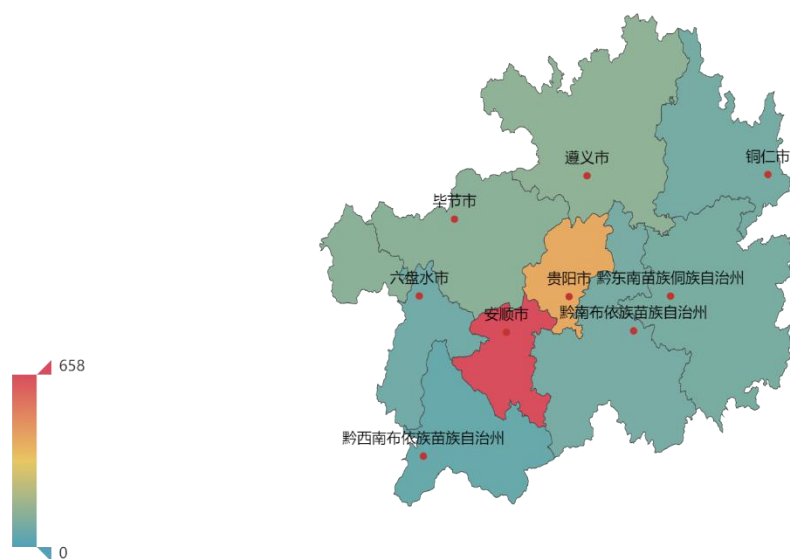 遵义市
铜仁市
毕节市
六盘水市
贵阳市
黔东南苗族侗族自治州
安顺市
黔南布依族苗族自治州
658
黔西南布依族苗族自治州
0